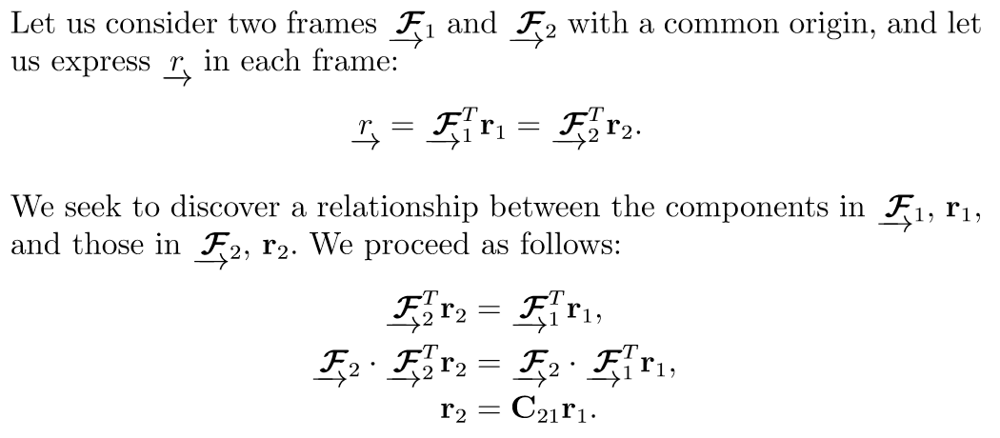 Let us consider two frames $\underrightarrow{\boldsymbol{\mathcal{F}}}_1$ and $\underrightarrow{\boldsymbol{\mathcal{F}}}_2$ with a common origin, and let
us express $\underrightarrow{r}$ in each frame:
$\underrightarrow{r} = \underrightarrow{\boldsymbol{\mathcal{F}}}_1^T \mathbf{r}_1 = \underrightarrow{\boldsymbol{\mathcal{F}}}_2^T \mathbf{r}_2.$
We seek to discover a relationship between the components in $\underrightarrow{\boldsymbol{\mathcal{F}}}_1$, $\mathbf{r}_1$,
and those in $\underrightarrow{\boldsymbol{\mathcal{F}}}_2$, $\mathbf{r}_2$. We proceed as follows:
$\underrightarrow{\boldsymbol{\mathcal{F}}}_2^T \mathbf{r}_2 = \underrightarrow{\boldsymbol{\mathcal{F}}}_1^T \mathbf{r}_1,$
$\underrightarrow{\boldsymbol{\mathcal{F}}}_2 \cdot \underrightarrow{\boldsymbol{\mathcal{F}}}_2^T \mathbf{r}_2 = \underrightarrow{\boldsymbol{\mathcal{F}}}_2 \cdot \underrightarrow{\boldsymbol{\mathcal{F}}}_1^T \mathbf{r}_1,$
$\mathbf{r}_2 = \mathbf{C}_{21} \mathbf{r}_1.$